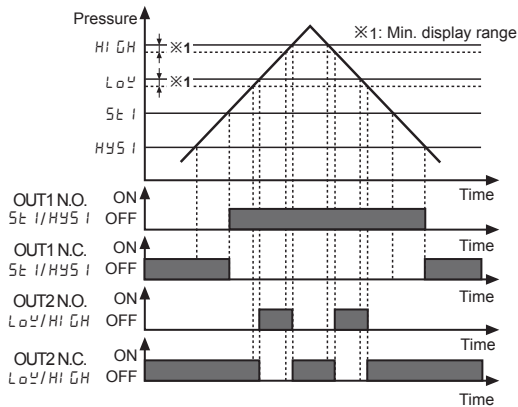 Pressure
※1: Min. display range
HIGH
※1
LoW
※1
St1
HYS1
Time
OUT1 N.O.
St1/HYS1
ON
OFF
Time
OUT1 N.C.
St1/HYS1
ON
OFF
Time
OUT2 N.O.
LoW/HIGH
ON
OFF
Time
OUT2 N.C.
LoW/HIGH
ON
OFF
Time